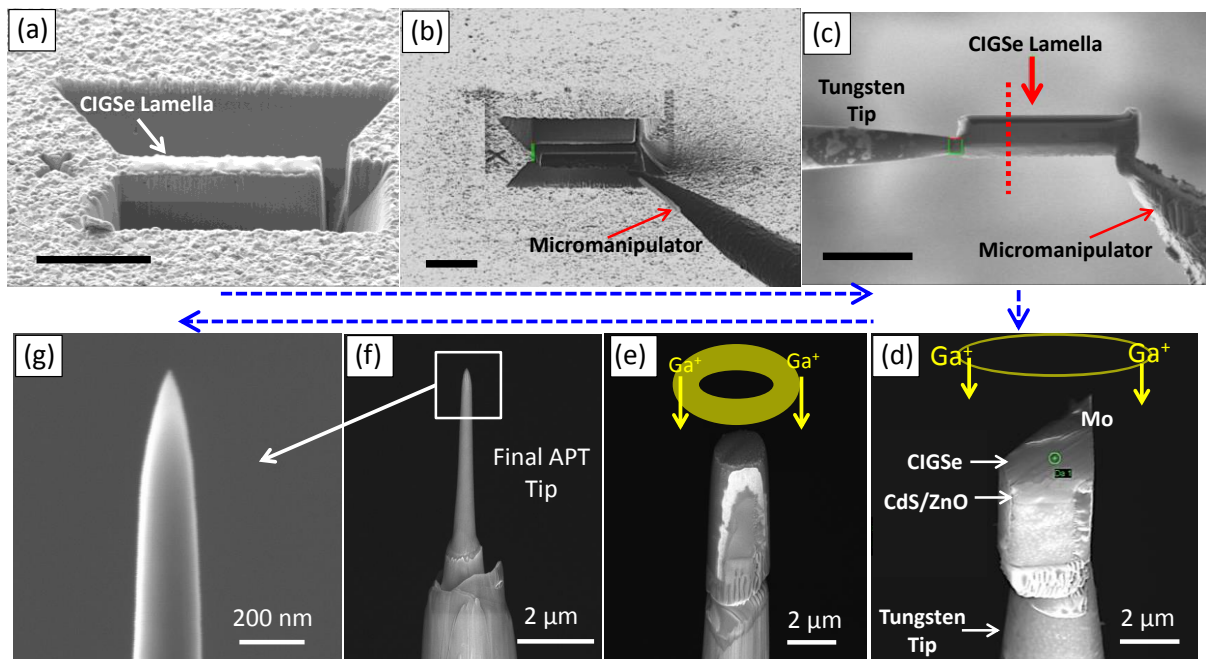 (a)
CIGSe Lamella
(b)
Micromanipulator
(c)
CIGSe Lamella
Tungsten
Tip
Micromanipulator
(g)
200 nm
(f)
Final APT
Tip
2 μm
(e)
Ga+
Ga+
2 μm
(d)
Ga+
Ga+
Mo
CIGSe
CdS/ZnO
Tungsten
Tip
2 μm